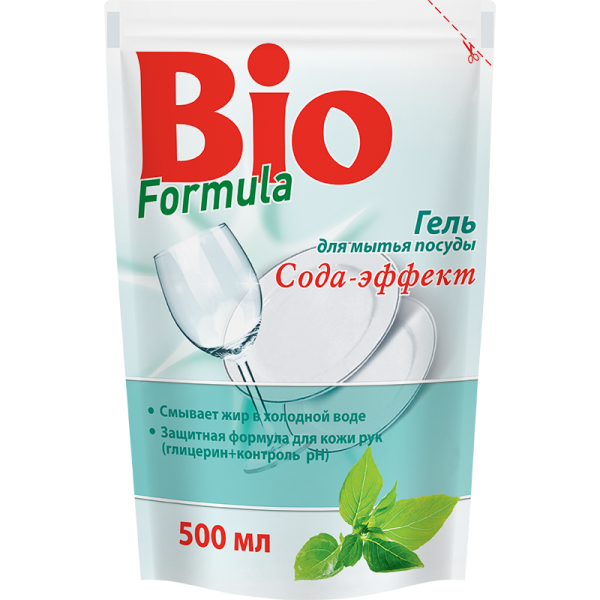 Bio
Formula
Гель
для мытья посуды
Сода-эффект
• Смывает жир в холодной воде
• Защитная формула для кожи рук
(глицерин+контроль pH)
500 мл